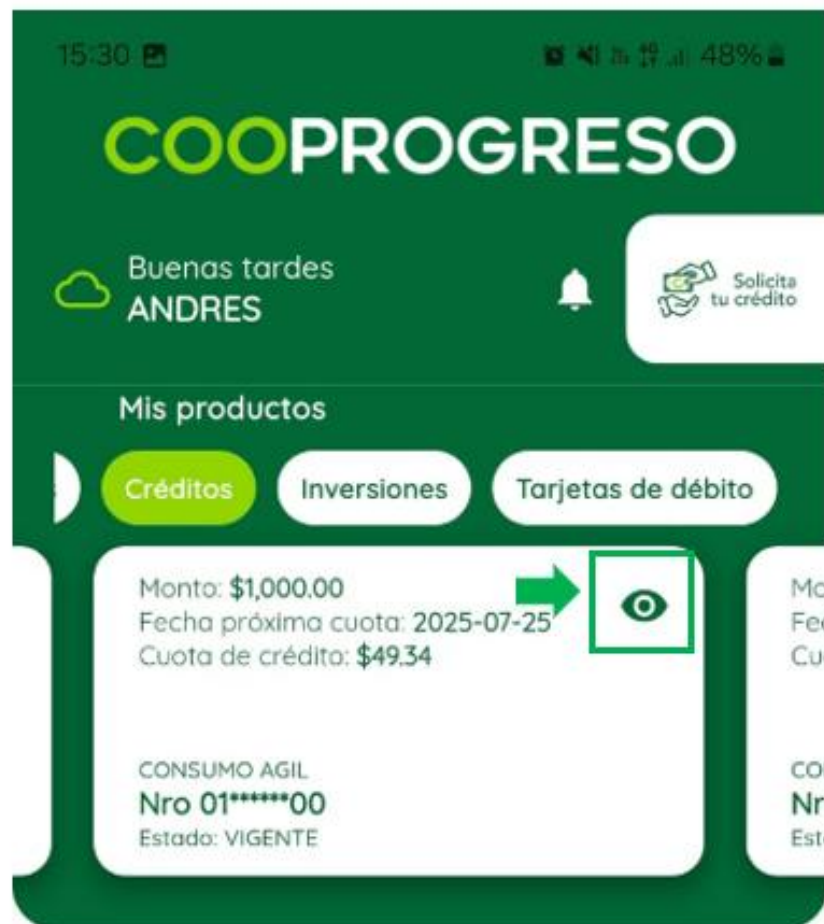 15:30 48%
COOPROGRESO
Buenas tardes
ANDRES
Solicita
tu crédito
Mis productos
Créditos Inversiones Tarjetas de débito
Monto: $1,000.00
Fecha próxima cuota: 2025-07-25
Cuota de crédito: $49.34
CONSUMO AGIL
Nro 01******00
Estado: VIGENTE